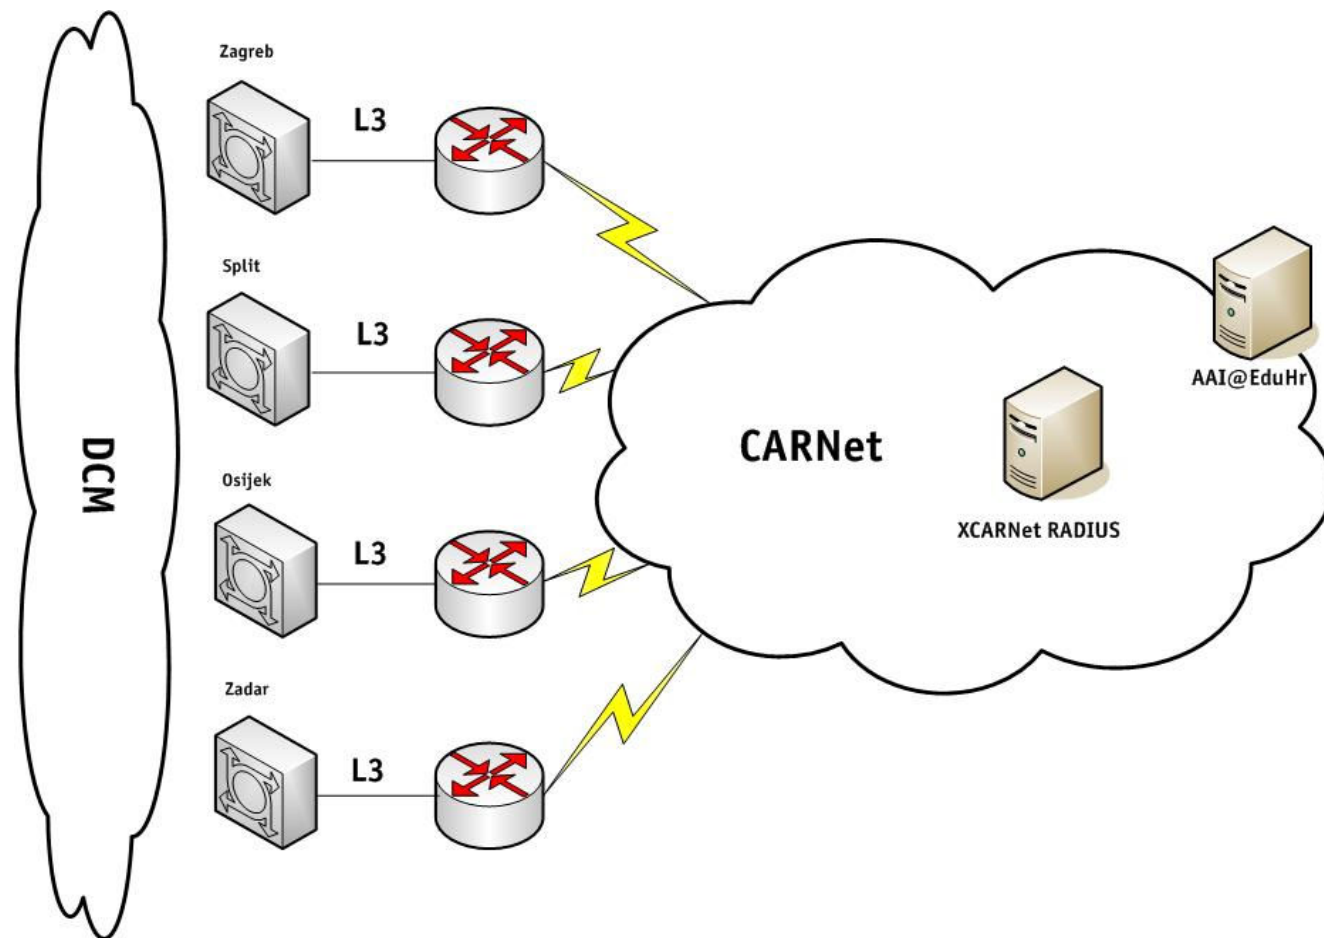 Zagreb
L3
Split
L3
DCM
Osijek
L3
Zadar
L3
CARNet
XCARNet RADIUS
AAI@EduHr